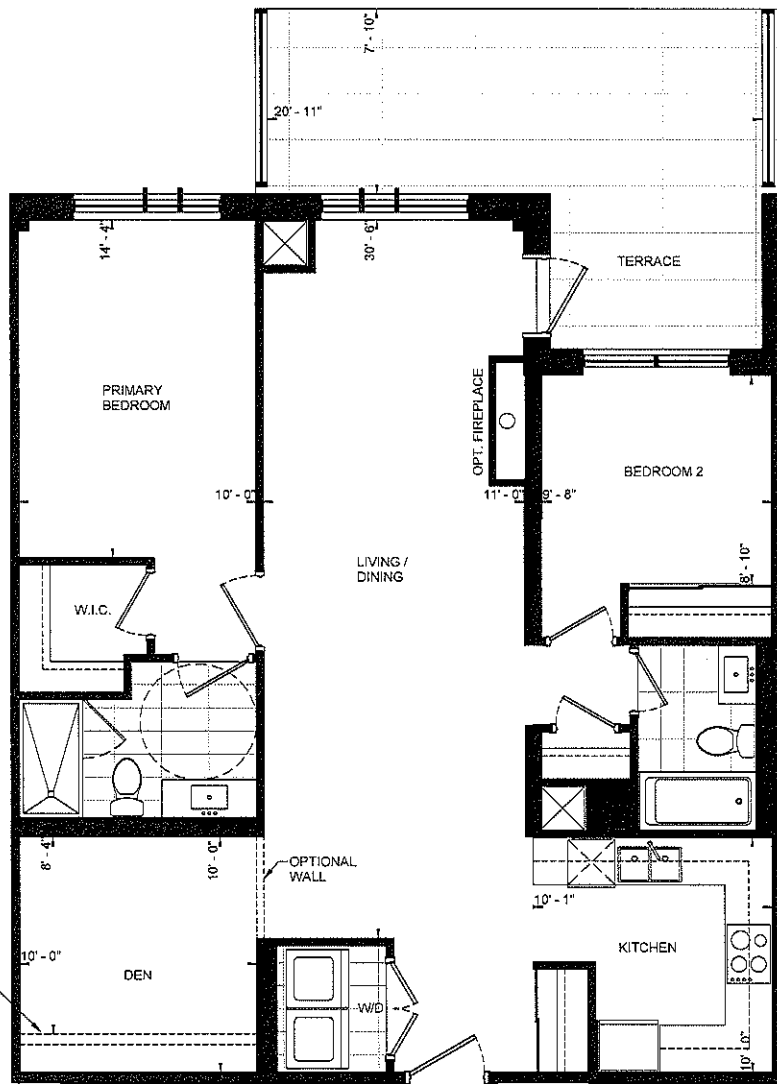 7' - 10"
20' - 11"
14' - 4"
30' - 6"
TERRACE
PRIMARY
BEDROOM
OPT. FIREPLACE
BEDROOM 2
10' - 0"
11' - 0"
9' - 8"
LIVING /
DINING
8' - 10"
W.I.C.
8' - 4"
10' - 0"
OPTIONAL
WALL
10' - 1"
10' - 0"
DEN
W/D
KITCHEN
10' - 0"